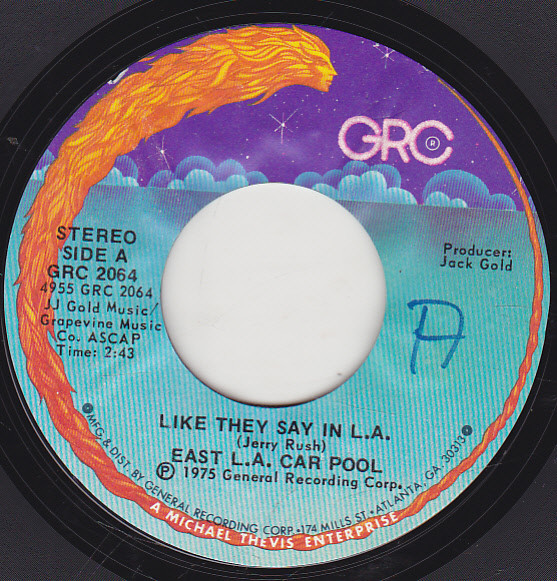 GRC®
STEREO
SIDE A
GRC 2064
4955 GRC 2064
JJ Gold Music/
Grapevine Music
Co. ASCAP
Time: 2:43
Producer:
Jack Gold
A
LIKE THEY SAY IN L.A.
(Jerry Rush)
EAST L.A. CAR POOL
℗ 1975 General Recording Corp.
MFG. & DIST. BY GENERAL RECORDING CORP. • 174 MILLS ST. • ATLANTA, GA. 30313
A MICHAEL THEVIS ENTERPRISE